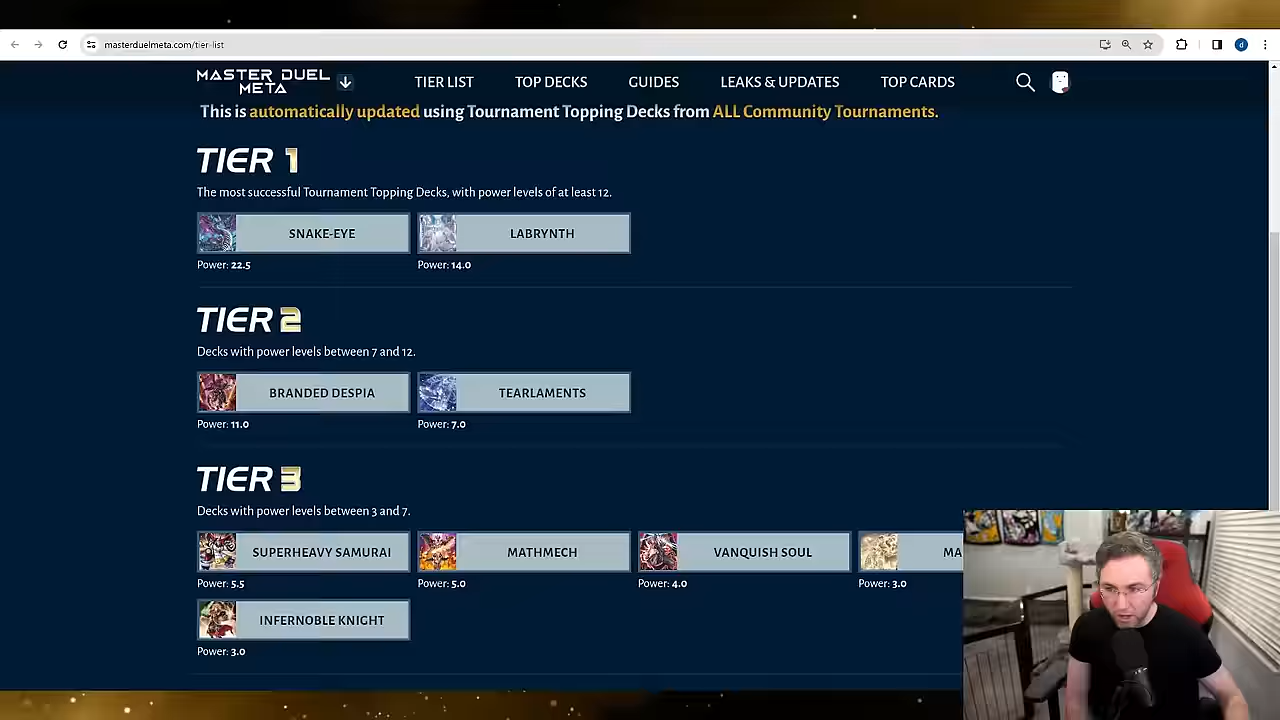 masterduelmeta.com/tier-list
d
MASTER DUEL
META
TIER LIST
TOP DECKS
GUIDES
LEAKS & UPDATES
TOP CARDS
This is automatically updated using Tournament Topping Decks from ALL Community Tournaments.
TIER 1
The most successful Tournament Topping Decks, with power levels of at least 12.
SNAKE-EYE
LABRYNTH
Power: 22.5
Power: 14.0
TIER 2
Decks with power levels between 7 and 12.
BRANDED DESPIA
TEARLAMENTS
Power: 11.0
Power: 7.0
TIER 3
Decks with power levels between 3 and 7.
SUPERHEAVY SAMURAI
MATHMECH
VANQUISH SOUL
MA
Power: 5.5
Power: 5.0
Power: 4.0
Power: 3.0
INFERNOBLE KNIGHT
Power: 3.0